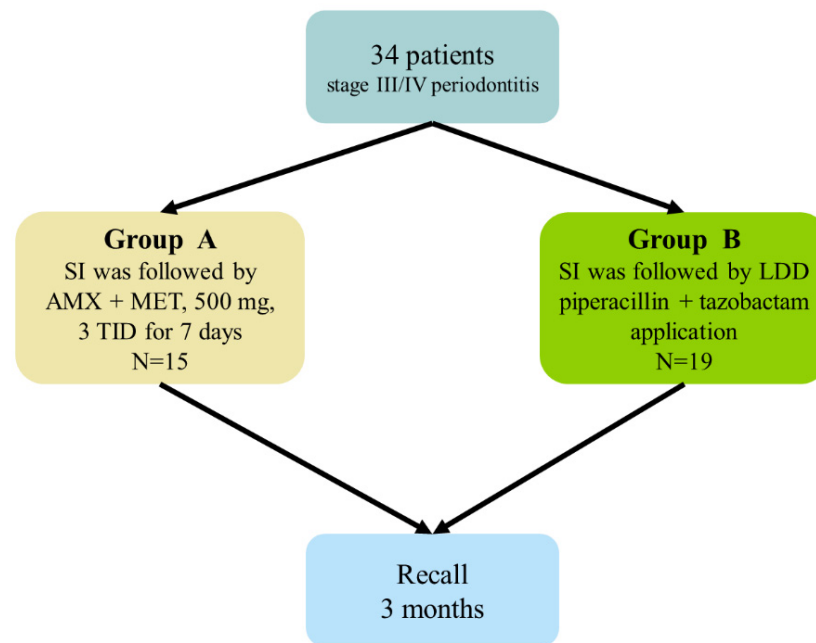 34 patients
stage III/IV periodontitis
Group A
SI was followed by
AMX + MET, 500 mg,
3 TID for 7 days
N=15
Group B
SI was followed by LDD
piperacillin + tazobactam
application
N=19
Recall
3 months